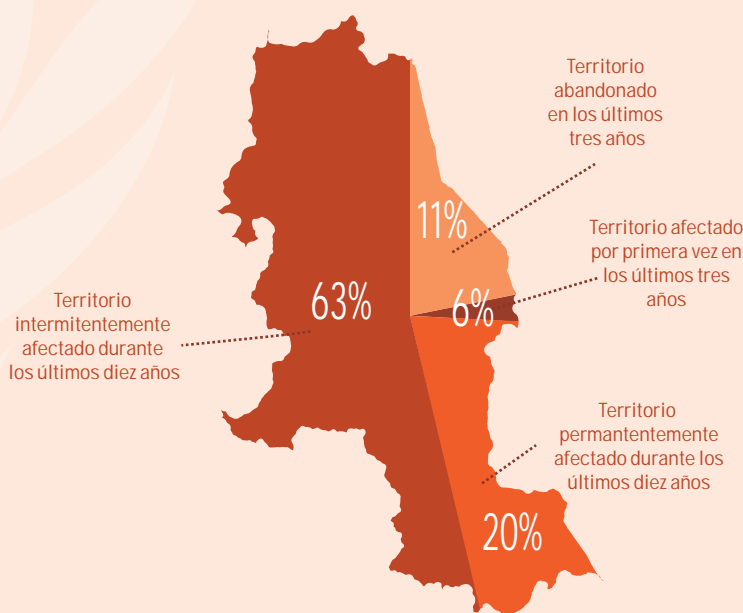 Territorio
abandonado
en los últimos
tres años
11%
Territorio afectado
por primera vez en
los últimos tres
años
6%
63%
Territorio
intermitentemente
afectado durante
los últimos diez años
Territorio
permantentemente
afectado durante los
últimos diez años
20%